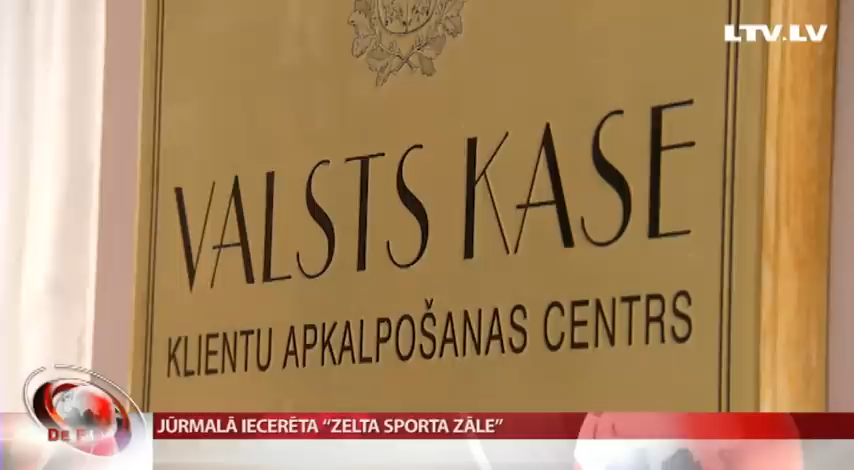 LTV.LV
VALSTS KASE
KLIENTU APKALPOŠANAS CENTRS
JŪRMALĀ IECERĒTA “ZELTA SPORTA ZĀLE”